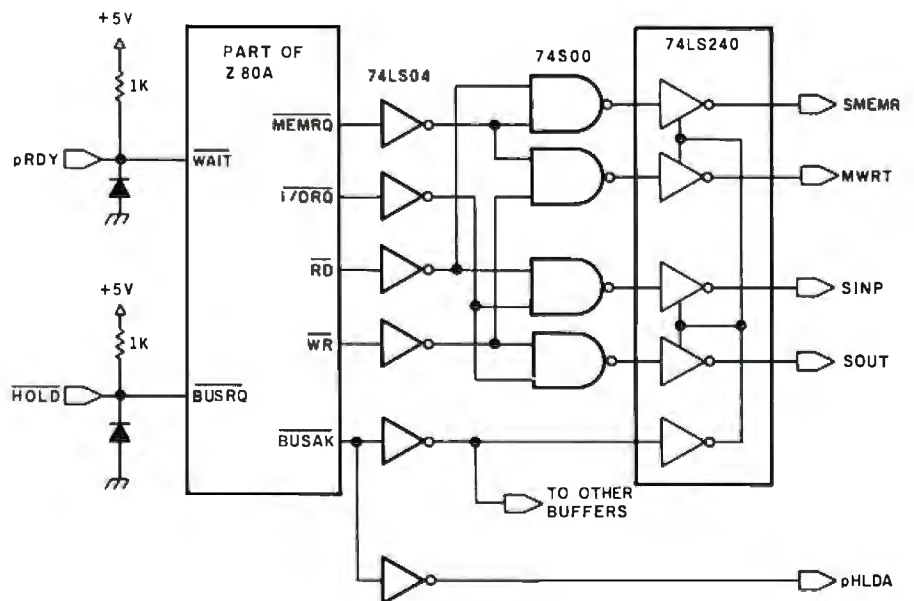 +5V
1K
pRDY
PART OF
Z80A
WAIT
MEMRQ
I/ORQ
RD
WR
BUSRQ
BUSAK
+5V
1K
HOLD
74LS04
74S00
74LS240
SMEMR
MWRT
SINP
SOUT
TO OTHER
BUFFERS
pHLDA